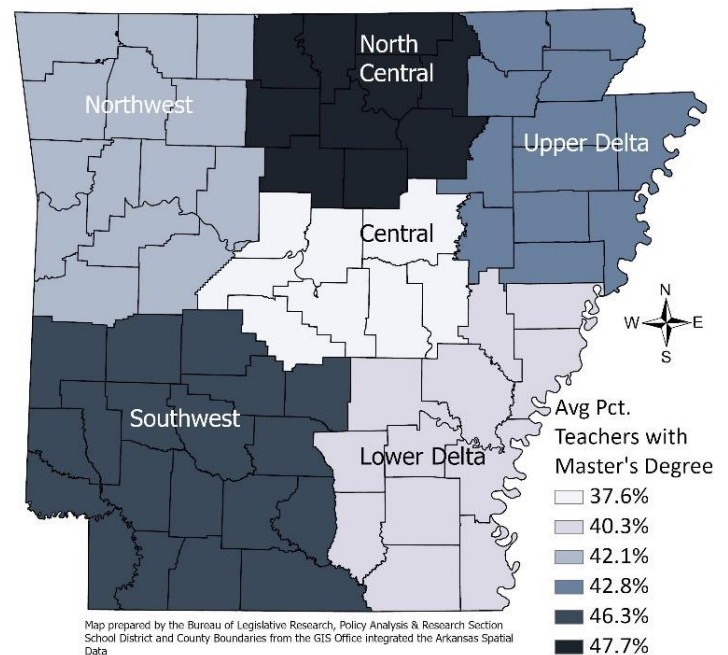 North
Central
Northwest
Upper Delta
Central
N
W E
S
Southwest
Lower Delta
Avg Pct.
Teachers with
Master's Degree
37.6%
40.3%
42.1%
42.8%
46.3%
47.7%
Map prepared by the Bureau of Legislative Research, Policy Analysis & Research Section
School District and County Boundaries from the GIS Office integrated the Arkansas Spatial
Data